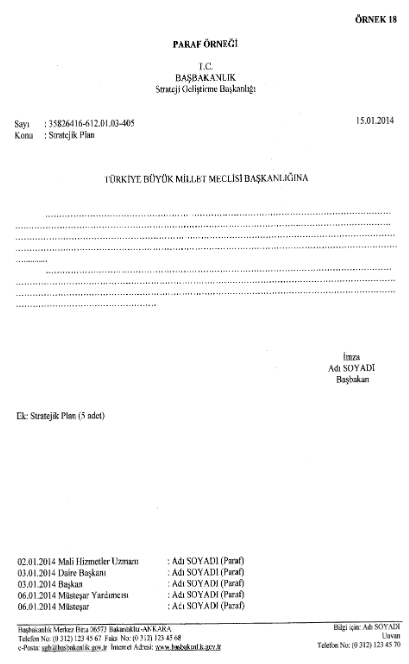 ÖRNEK 18
PARAF ÖRNEĞİ
T.C.
BAŞBAKANLIK
Strateji Geliştirme Başkanlığı
Sayı : 35826416-612.01.03-405 15.01.2014
Konu : Stratejik Plan
TÜRKİYE BÜYÜK MİLLET MECLİSİ BAŞKANLIĞINA
İmza
Adı SOYADI
Başbakan
Ek: Stratejik Plan (5 adet)
02.01.2014 Mali Hizmetler Uzmanı : Adı SOYADI (Paraf)
03.01.2014 Daire Başkanı : Adı SOYADI (Paraf)
03.01.2014 Başkan : Adı SOYADI (Paraf)
06.01.2014 Müsteşar Yardımcısı : Adı SOYADI (Paraf)
06.01.2014 Müsteşar : Adı SOYADI (Paraf)
Başbakanlık Merkez Bina 06573 Bakanlıklar-ANKARA Bilgi için: Adı SOYADI
Telefon No: (0 312) 123 45 67 Faks No: (0 312) 123 45 68 Unvan
e-Posta: sgb@basbakanlik.gov.tr İnternet Adresi: www.basbakanlik.gov.tr Telefon No: (0 312) 123 45 70